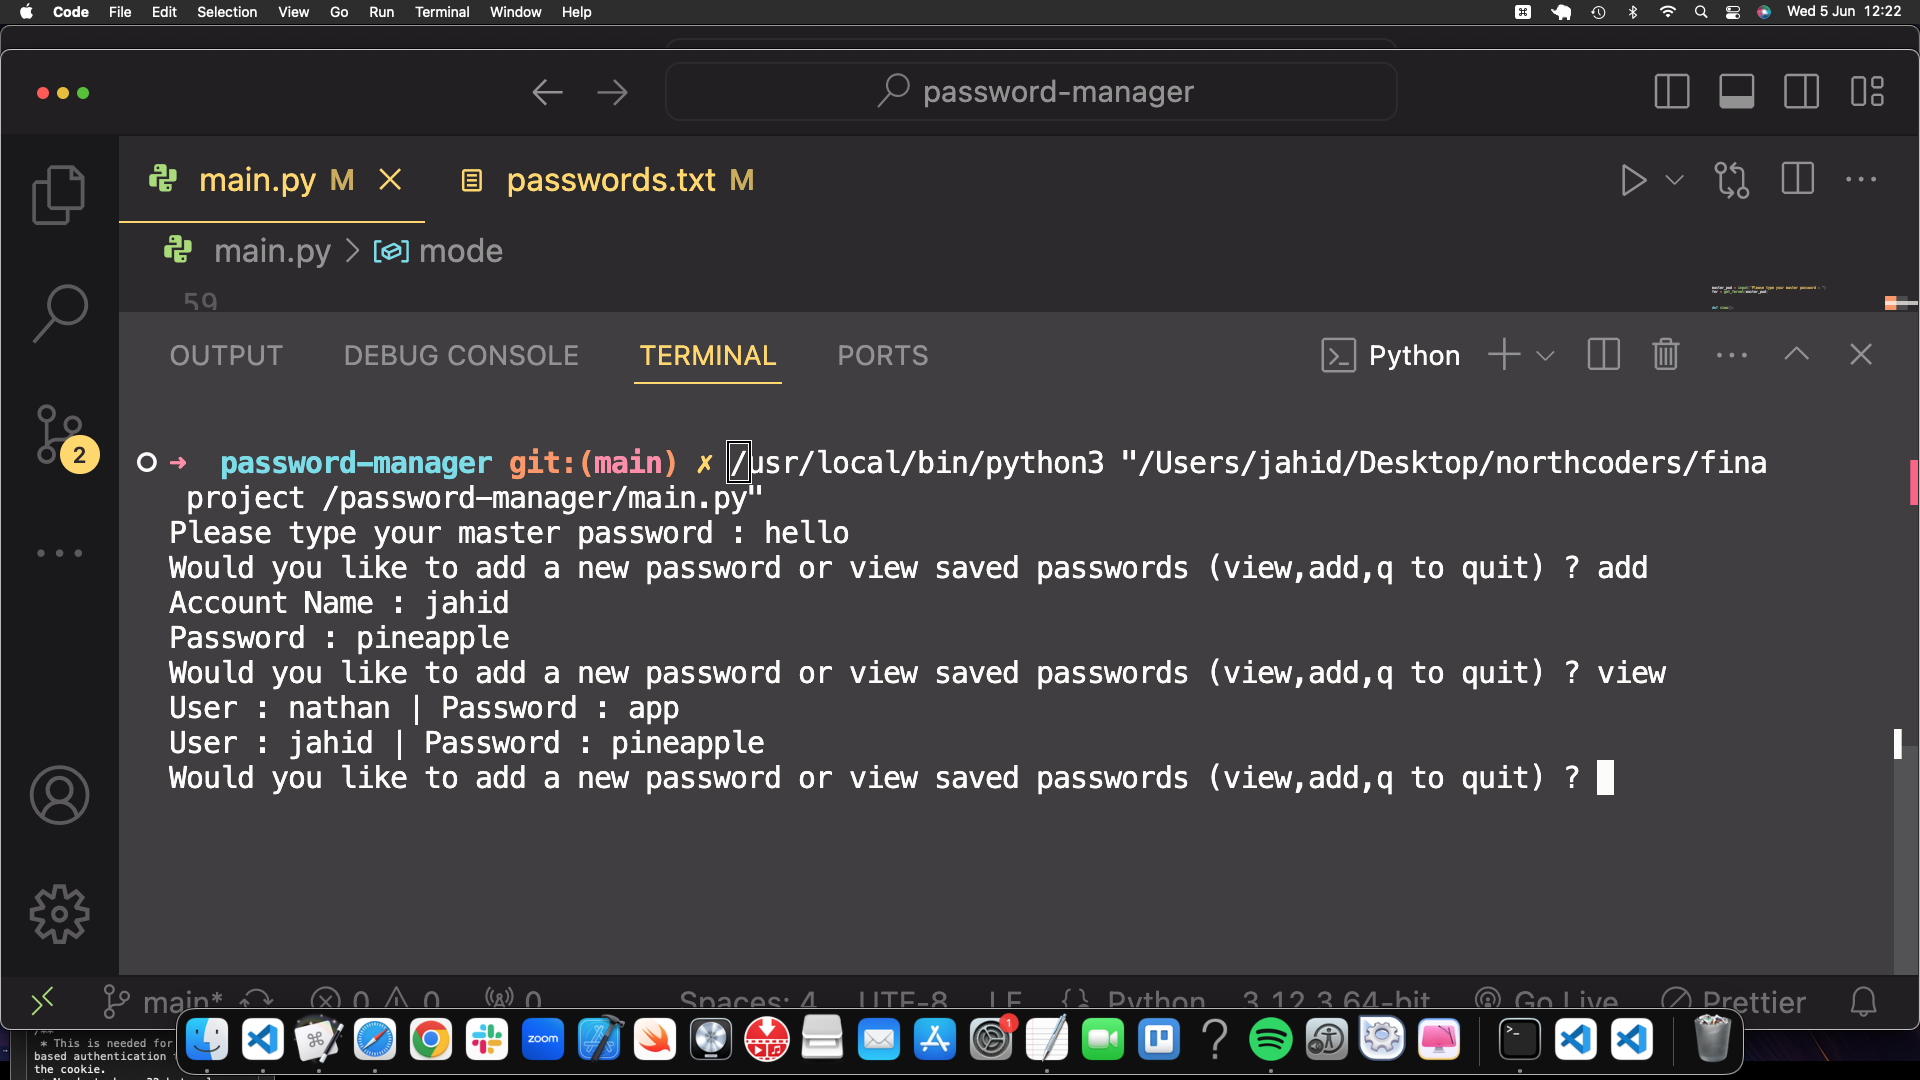 Code File Edit Selection View Go Run Terminal Window Help Wed 5 Jun 12:22
password-manager
main.py M passwords.txt M
main.py > mode
59
OUTPUT DEBUG CONSOLE TERMINAL PORTS Python
→ password-manager git:(main) ✗ /usr/local/bin/python3 "/Users/jahid/Desktop/northcoders/fina
project /password-manager/main.py"
Please type your master password : hello
Would you like to add a new password or view saved passwords (view,add,q to quit) ? add
Account Name : jahid
Password : pineapple
Would you like to add a new password or view saved passwords (view,add,q to quit) ? view
User : nathan | Password : app
User : jahid | Password : pineapple
Would you like to add a new password or view saved passwords (view,add,q to quit) ?
2
main* 0 0 0 Spaces: 4 UTF-8 LF {} Python 3.12.3 64-bit Go Live Prettier
zoom
1
* This is needed for
based authentication
the cookie.